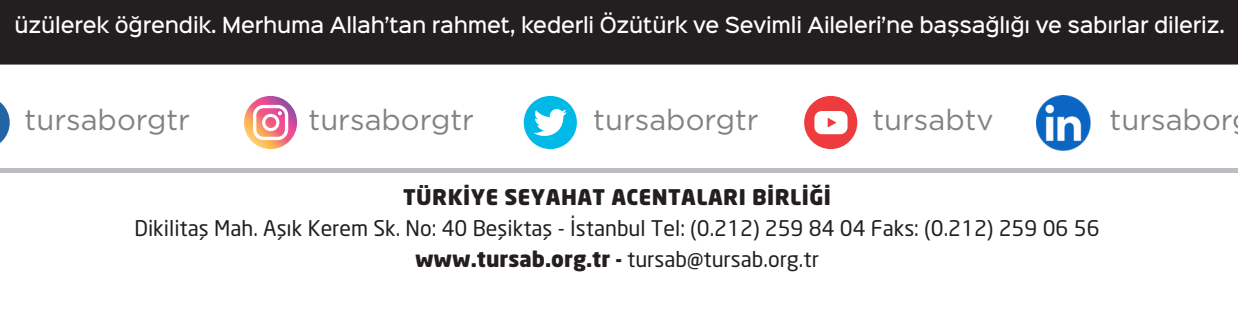 üzülerek öğrendik. Merhuma Allah’tan rahmet, kederli Özütürk ve Sevimli Aileleri’ne başsağlığı ve sabırlar dileriz.
tursaborgtr tursaborgtr tursaborgtr tursabtv in tursaborg
TÜRKİYE SEYAHAT ACENTALARI BİRLİĞİ
Dikilitaş Mah. Aşık Kerem Sk. No: 40 Beşiktaş - İstanbul Tel: (0.212) 259 84 04 Faks: (0.212) 259 06 56
www.tursab.org.tr - tursab@tursab.org.tr